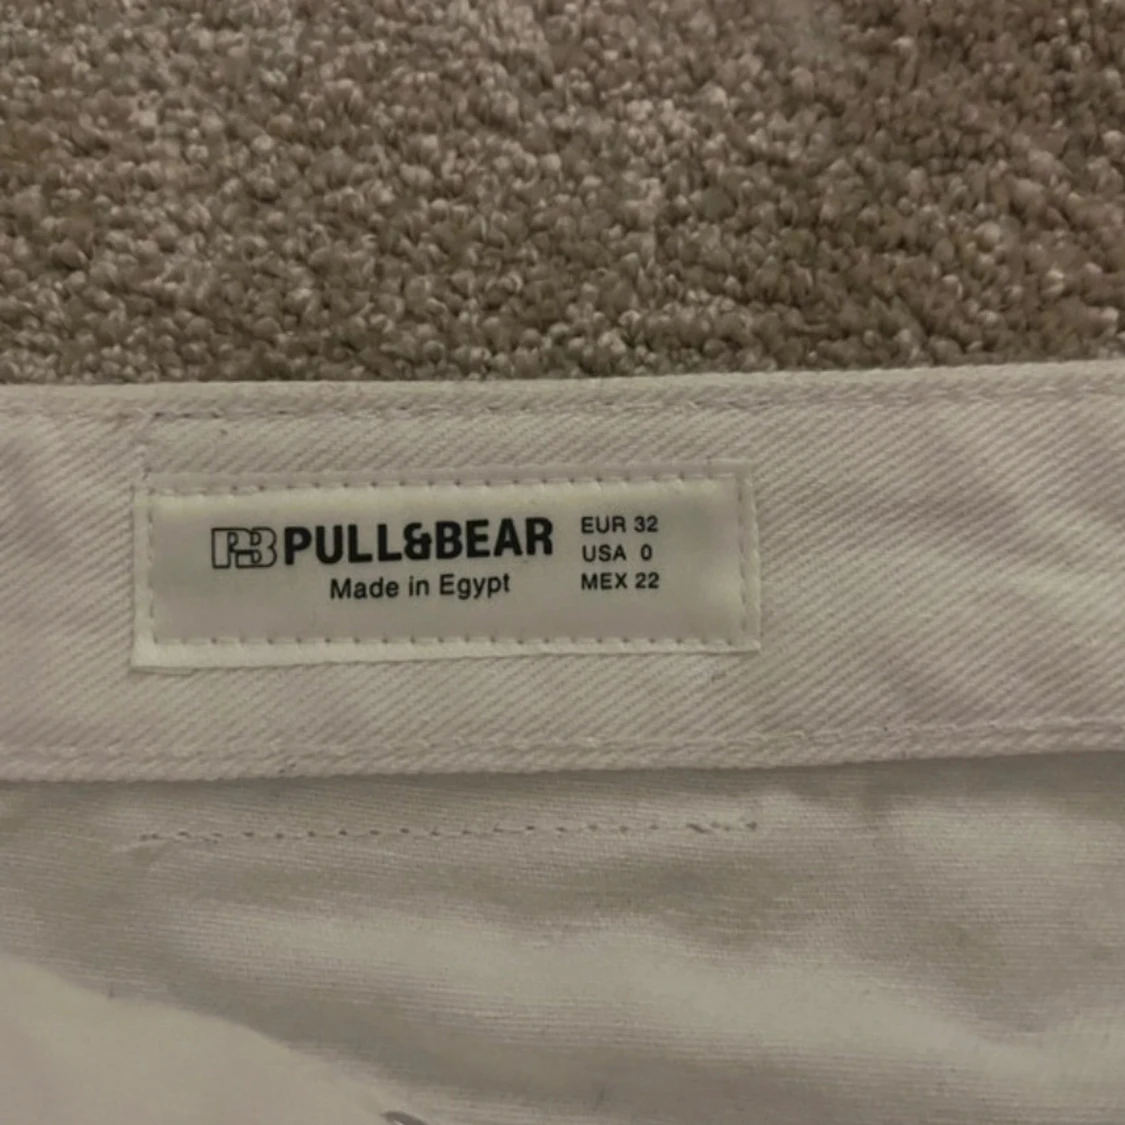 PB PULL&BEAR
Made in Egypt
EUR 32
USA 0
MEX 22